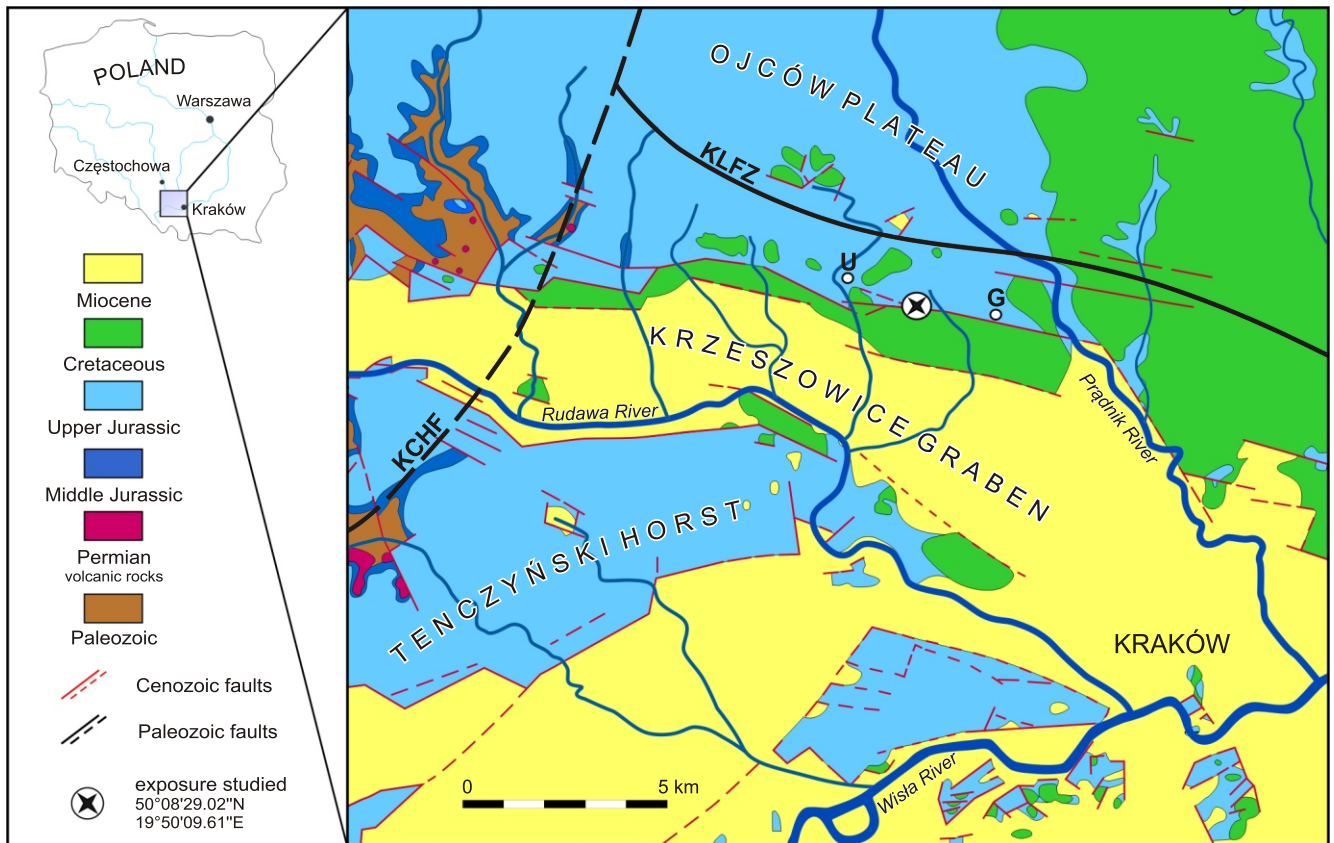 POLAND
Warszawa
Częstochowa
Kraków
Miocene
Cretaceous
Upper Jurassic
Middle Jurassic
Permian
volcanic rocks
Paleozoic
Cenozoic faults
Paleozoic faults
exposure studied
50°08'29.02"N
19°50'09.61"E
OJCÓW PLATEAU
KLFZ
U
G
KRZESZOWICE GRABEN
Prądnik River
Rudawa River
KCHF
TENCZYŃSKI HORST
KRAKÓW
0 5 km
Wisła River